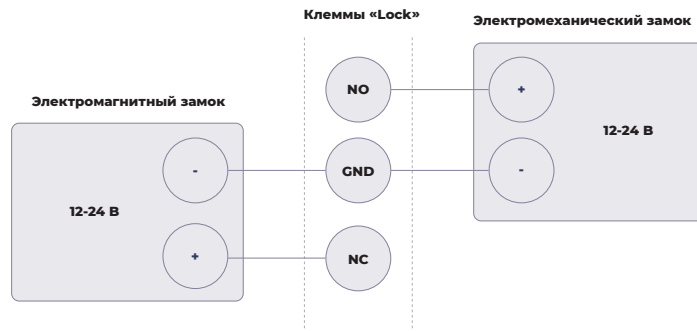 Клеммы «Lock»
Электромеханический замок
NO
+
12-24 В
Электромагнитный замок
-
GND
-
12-24 В
+
NC